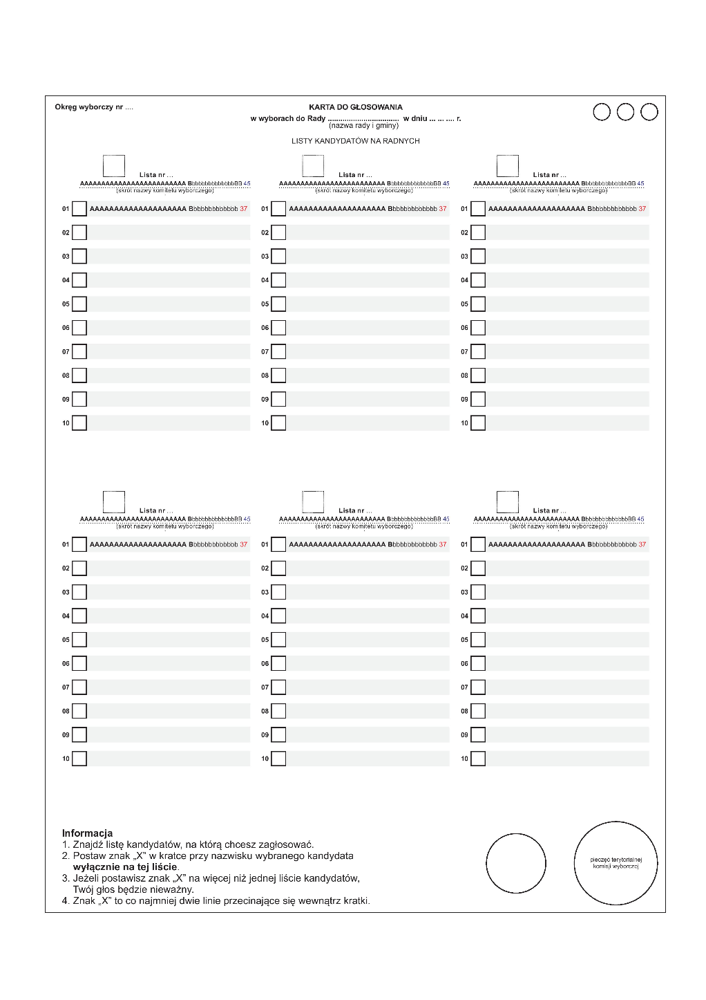 Okręg wyborczy nr ....
KARTA DO GŁOSOWANIA
w wyborach do Rady .................................. w dniu ... ... .... r.
(nazwa rady i gminy)
LISTY KANDYDATÓW NA RADNYCH
Lista nr ... Lista nr ... Lista nr ...
AAAAAAAAAAAAAAAAAAAAAAAAA BbbbbbbbbbbbbbBB 45 AAAAAAAAAAAAAAAAAAAAAAAAA BbbbbbbbbbbbbbBB 45 AAAAAAAAAAAAAAAAAAAAAAAAA BbbbbbbbbbbbbbBB 45
(skrót nazwy komitetu wyborczego) (skrót nazwy komitetu wyborczego) (skrót nazwy komitetu wyborczego)
01 AAAAAAAAAAAAAAAAAAAA Bbbbbbbbbbbbb 37 01 AAAAAAAAAAAAAAAAAAAA Bbbbbbbbbbbbb 37 01 AAAAAAAAAAAAAAAAAAAA Bbbbbbbbbbbbb 37
02 02 02
03 03 03
04 04 04
05 05 05
06 06 06
07 07 07
08 08 08
09 09 09
10 10 10
Lista nr ... Lista nr ... Lista nr ...
AAAAAAAAAAAAAAAAAAAAAAAAA BbbbbbbbbbbbbbBB 45 AAAAAAAAAAAAAAAAAAAAAAAAA BbbbbbbbbbbbbbBB 45 AAAAAAAAAAAAAAAAAAAAAAAAA BbbbbbbbbbbbbbBB 45
(skrót nazwy komitetu wyborczego) (skrót nazwy komitetu wyborczego) (skrót nazwy komitetu wyborczego)
01 AAAAAAAAAAAAAAAAAAAA Bbbbbbbbbbbbb 37 01 AAAAAAAAAAAAAAAAAAAA Bbbbbbbbbbbbb 37 01 AAAAAAAAAAAAAAAAAAAA Bbbbbbbbbbbbb 37
02 02 02
03 03 03
04 04 04
05 05 05
06 06 06
07 07 07
08 08 08
09 09 09
10 10 10
Informacja
1. Znajdź listę kandydatów, na którą chcesz zagłosować.
2. Postaw znak „X” w kratce przy nazwisku wybranego kandydata
wyłącznie na tej liście.
3. Jeżeli postawisz znak „X” na więcej niż jednej liście kandydatów,
Twój głos będzie nieważny.
4. Znak „X” to co najmniej dwie linie przecinające się wewnątrz kratki.
pieczęć terytorialnej
komisji wyborczej